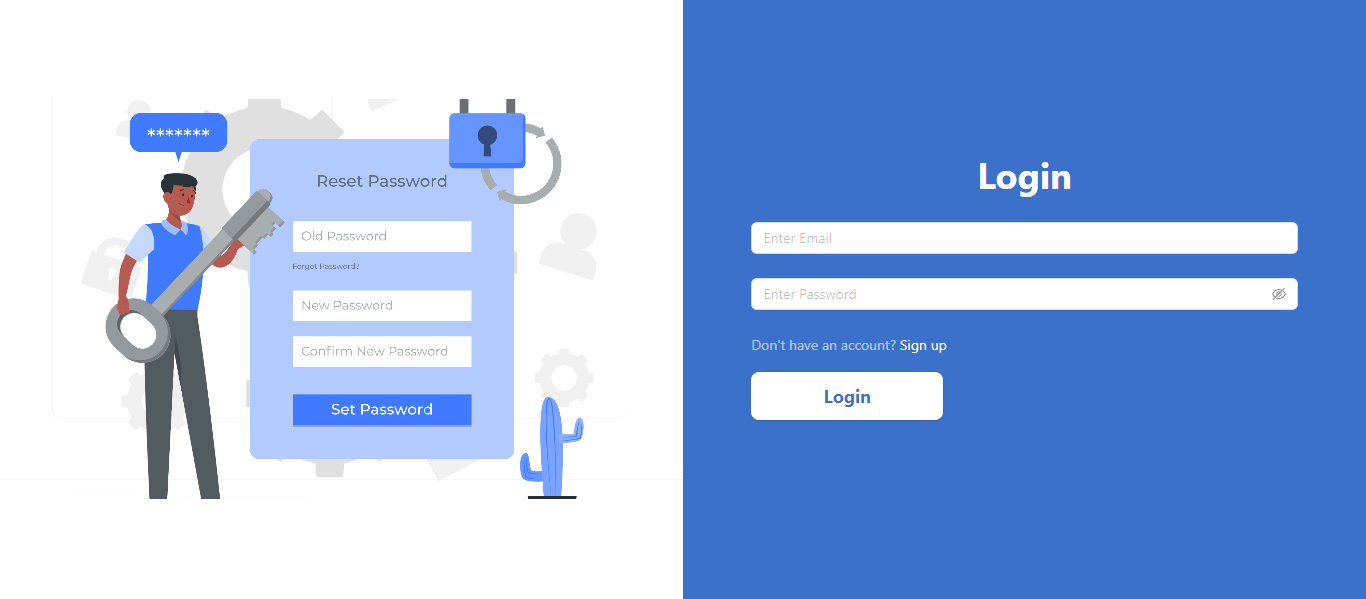 *******
Reset Password
Old Password
Forgot Password?
New Password
Confirm New Password
Set Password
Login
Enter Email
Enter Password
Don't have an account? Sign up
Login